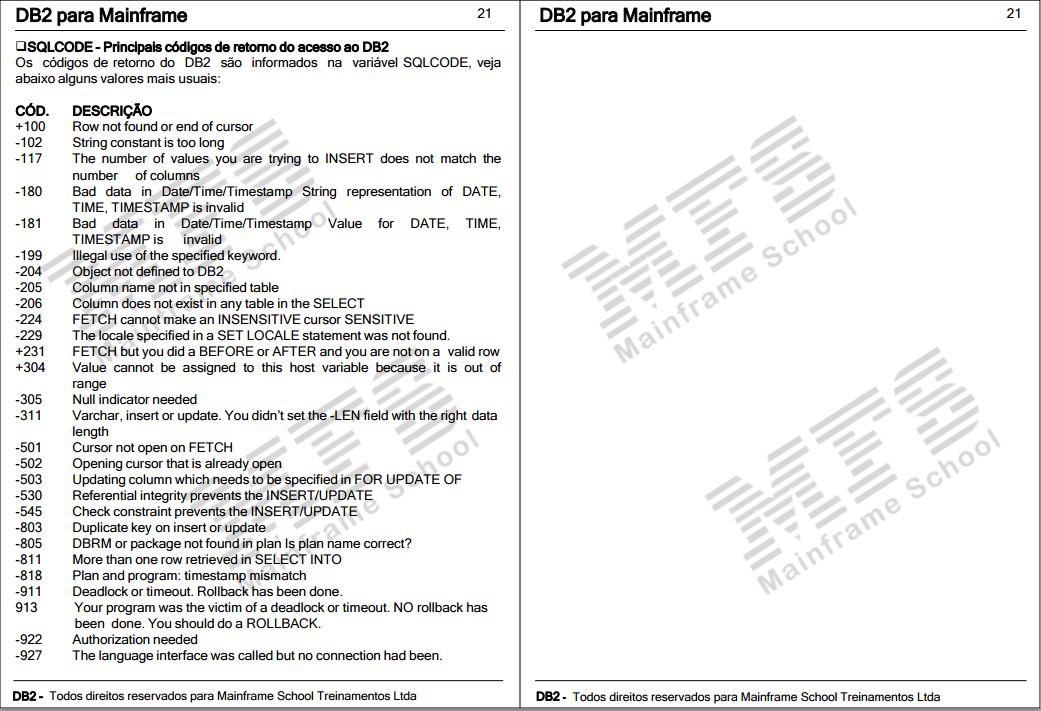 DB2 para Mainframe 21
❑SQLCODE - Principais códigos de retorno do acesso ao DB2
Os códigos de retorno do DB2 são informados na variável SQLCODE, veja
abaixo alguns valores mais usuais:
CÓD. DESCRIÇÃO
+100 Row not found or end of cursor
-102 String constant is too long
-117 The number of values you are trying to INSERT does not match the
number of columns
-180 Bad data in Date/Time/Timestamp String representation of DATE,
TIME, TIMESTAMP is invalid
-181 Bad data in Date/Time/Timestamp Value for DATE, TIME,
TIMESTAMP is invalid
-199 Illegal use of the specified keyword.
-204 Object not defined to DB2
-205 Column name not in specified table
-206 Column does not exist in any table in the SELECT
-224 FETCH cannot make an INSENSITIVE cursor SENSITIVE
-229 The locale specified in a SET LOCALE statement was not found.
+231 FETCH but you did a BEFORE or AFTER and you are not on a valid row
+304 Value cannot be assigned to this host variable because it is out of
range
-305 Null indicator needed
-311 Varchar, insert or update. You didn't set the -LEN field with the right data
length
-501 Cursor not open on FETCH
-502 Opening cursor that is already open
-503 Updating column which needs to be specified in FOR UPDATE OF
-530 Referential integrity prevents the INSERT/UPDATE
-545 Check constraint prevents the INSERT/UPDATE
-803 Duplicate key on insert or update
-805 DBRM or package not found in plan Is plan name correct?
-811 More than one row retrieved in SELECT INTO
-818 Plan and program: timestamp mismatch
-911 Deadlock or timeout. Rollback has been done.
913 Your program was the victim of a deadlock or timeout. NO rollback has
been done. You should do a ROLLBACK.
-922 Authorization needed
-927 The language interface was called but no connection had been.
DB2 - Todos direitos reservados para Mainframe School Treinamentos Ltda
MTS
Mainframe School
MTS
Mainframe School
DB2 para Mainframe 21
MTS
Mainframe School
MTS
Mainframe School
DB2 - Todos direitos reservados para Mainframe School Treinamentos Ltda